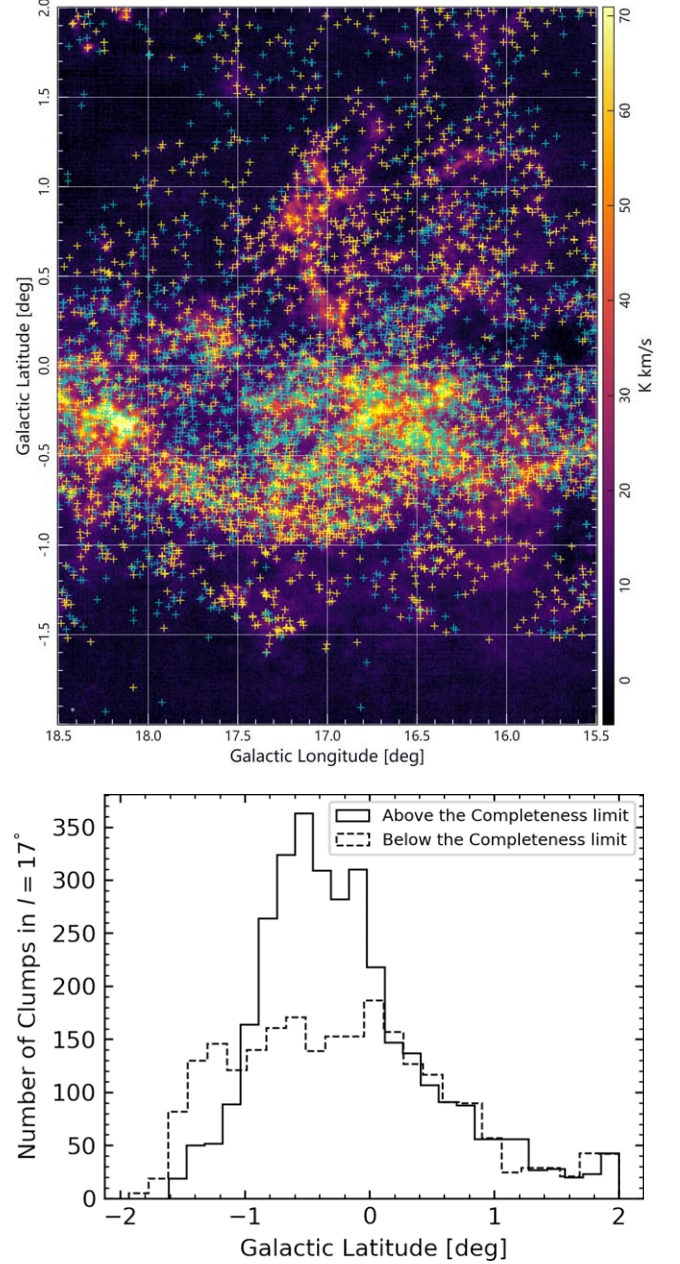 2.0
1.5
1.0
0.5
0.0
-0.5
-1.0
-1.5
Galactic Latitude [deg]
18.5 18.0 17.5 17.0 16.5 16.0 15.5
Galactic Longitude [deg]
70
60
50
40
30
20
10
0
K km/s
350
300
250
200
150
100
50
0
Number of Clumps in l = 17°
Above the Completeness limit
Below the Completeness limit
−2 −1 0 1 2
Galactic Latitude [deg]